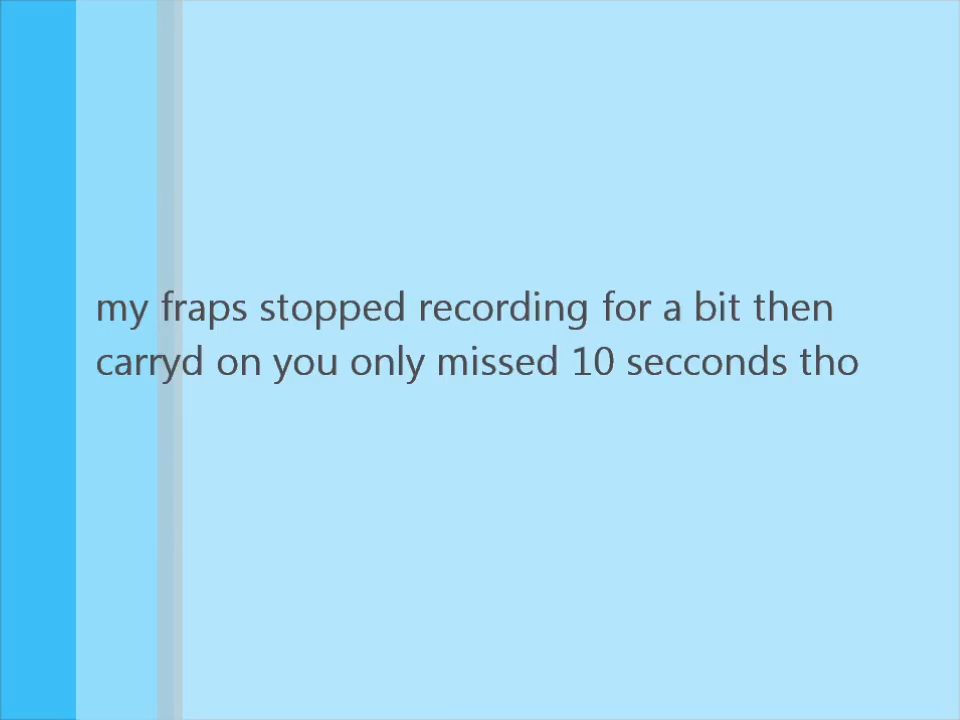 my fraps stopped recording for a bit then
carryd on you only missed 10 secconds tho